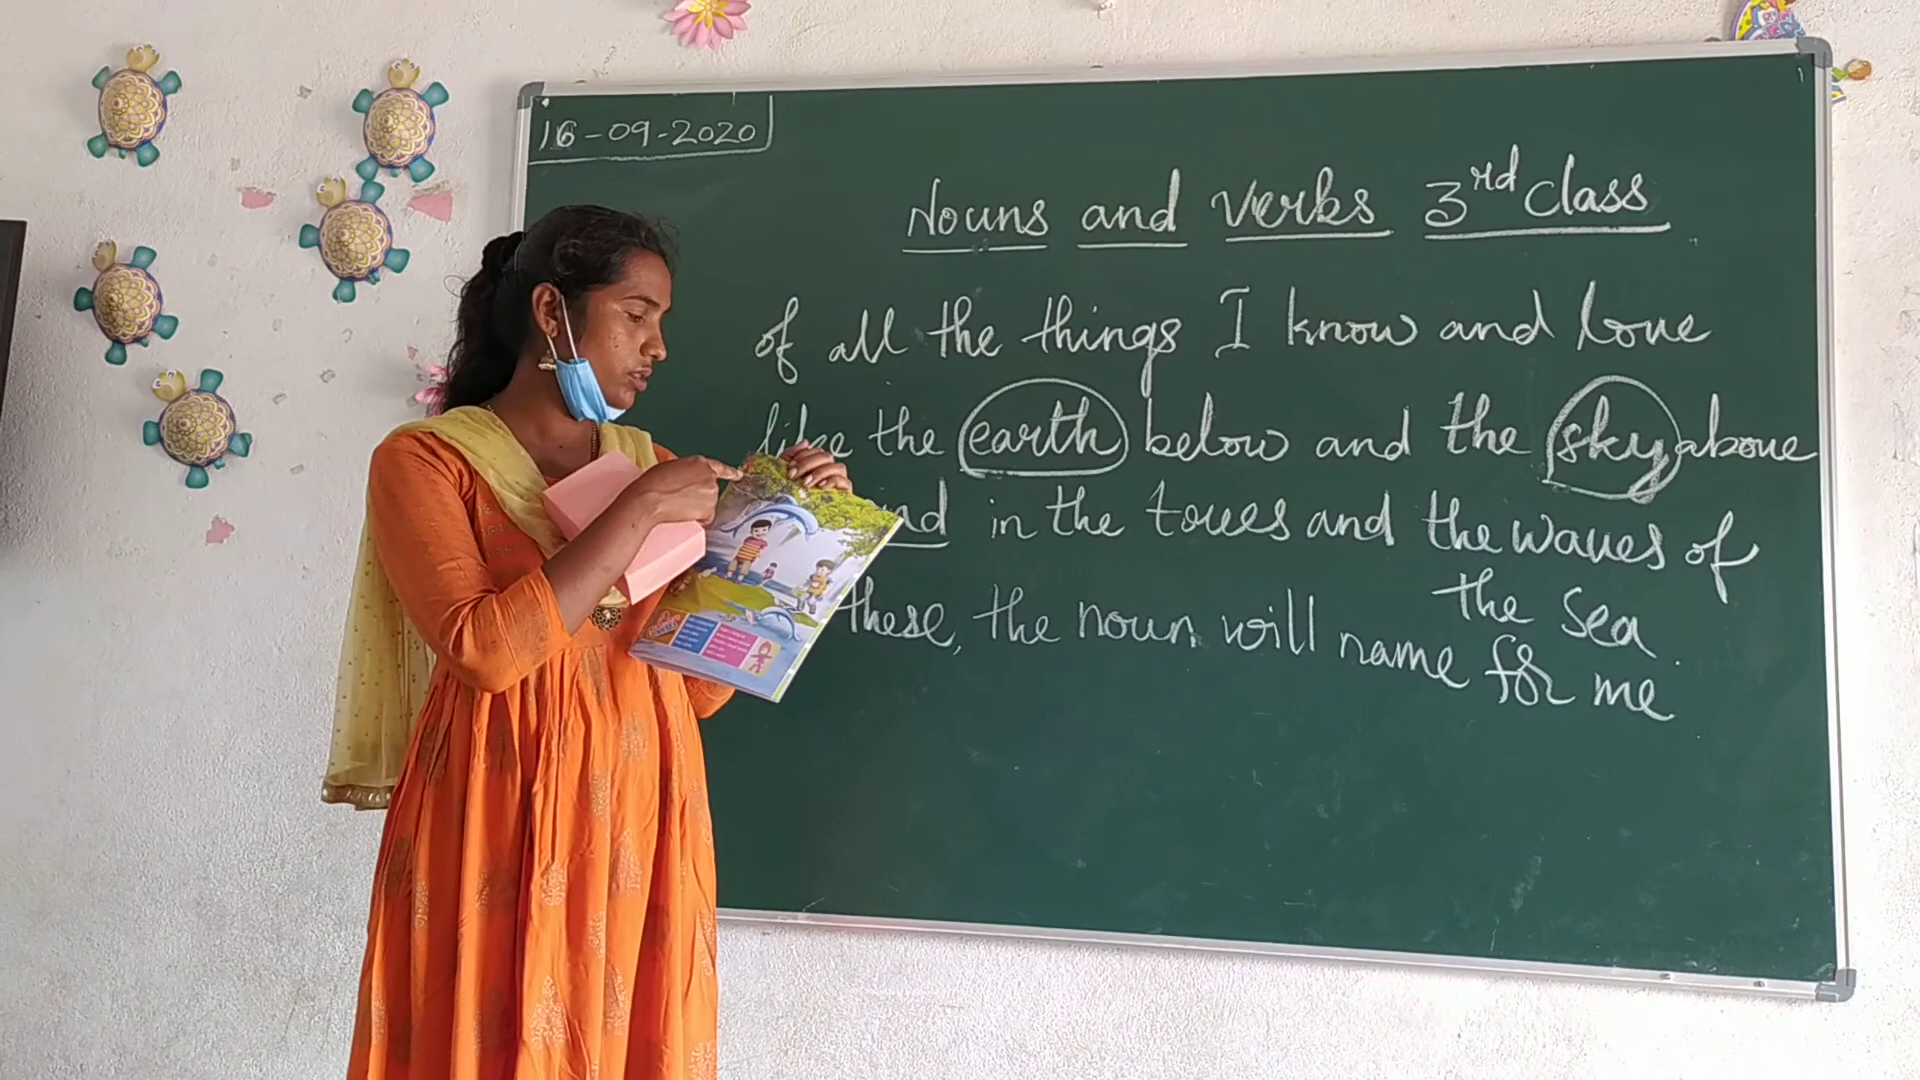 16-09-2020
Nouns and Verbs 3rd class
of all the things I know and love
like the earth below and the sky above
in the trees and the waves of
the sea
these, the noun will name for me